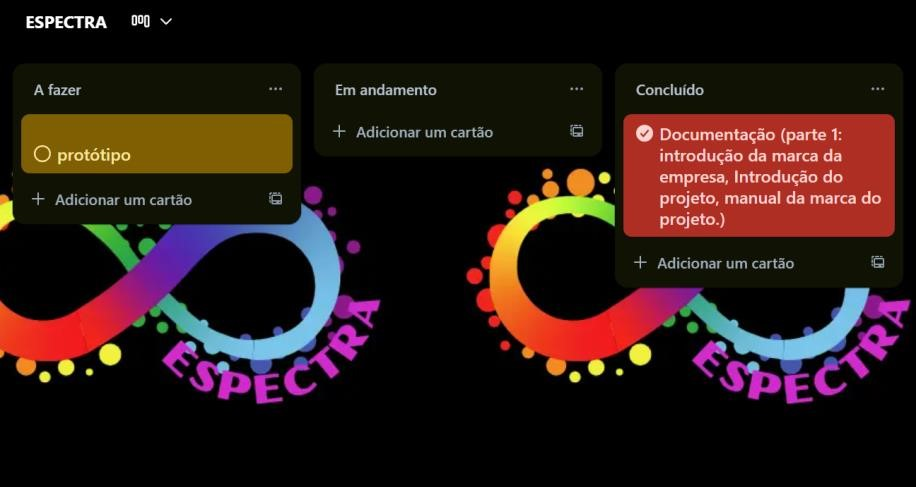 ESPECTRA
A fazer
protótipo
Adicionar um cartão
Em andamento
Adicionar um cartão
Concluído
Documentação (parte 1:
introdução da marca da
empresa, Introdução do
projeto, manual da marca do
projeto.)
Adicionar um cartão
ESPECTRA
ESPECTRA